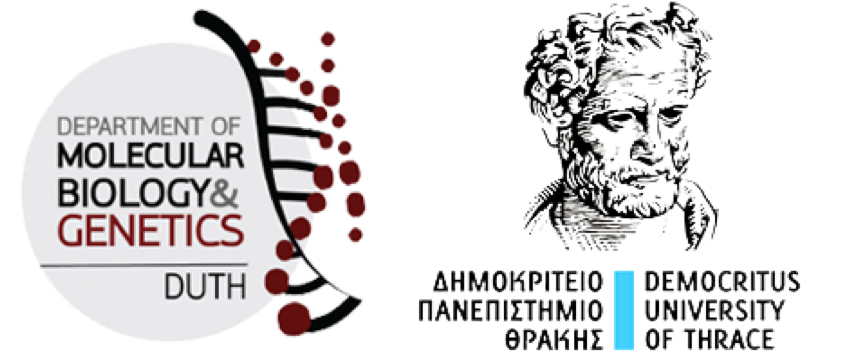 DEPARTMENT OF
MOLECULAR
BIOLOGY&
GENETICS
DUTH
ΔΗΜΟΚΡΙΤΕΙΟ
ΠΑΝΕΠΙΣΤΗΜΙΟ
ΘΡΑΚΗΣ
DEMOCRITUS
UNIVERSITY
OF THRACE